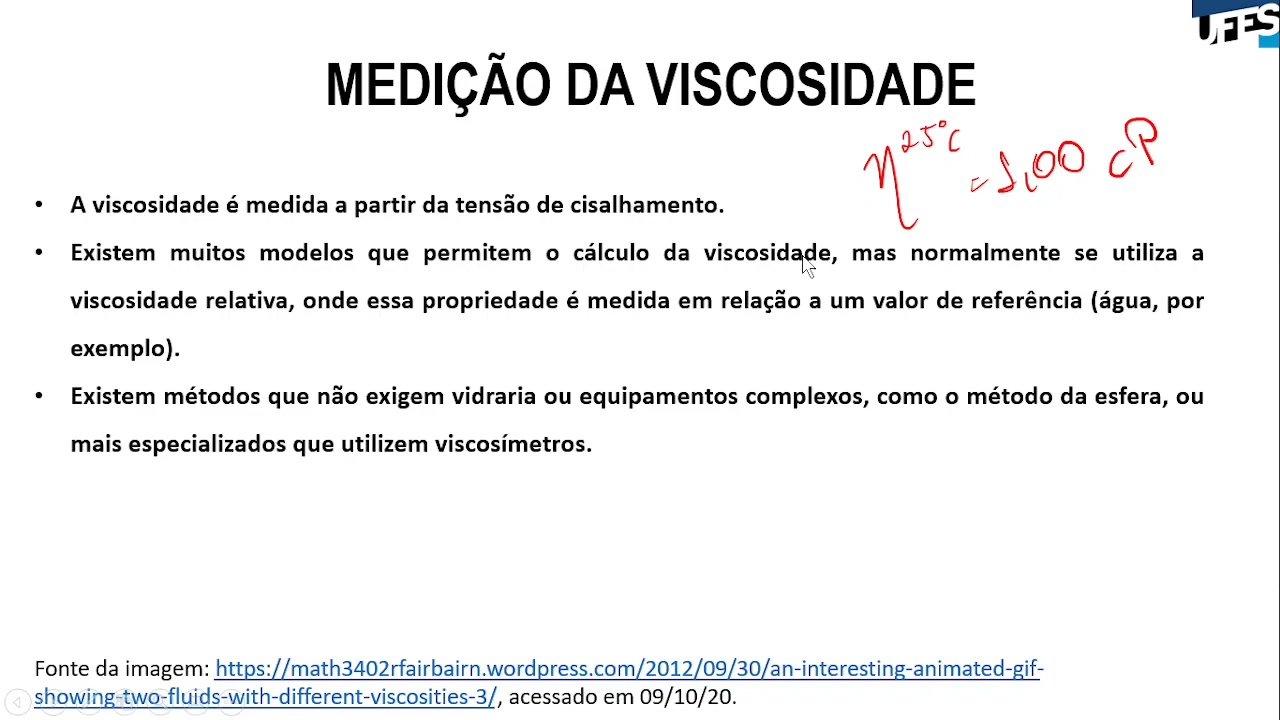 UFES
MEDIÇÃO DA VISCOSIDADE
η25°C = 1,00 cP
• A viscosidade é medida a partir da tensão de cisalhamento.
• Existem muitos modelos que permitem o cálculo da viscosidade, mas normalmente se utiliza a
viscosidade relativa, onde essa propriedade é medida em relação a um valor de referência (água, por
exemplo).
• Existem métodos que não exigem vidraria ou equipamentos complexos, como o método da esfera, ou
mais especializados que utilizem viscosímetros.
Fonte da imagem: https://math3402rfairbairn.wordpress.com/2012/09/30/an-interesting-animated-gif-
showing-two-fluids-with-different-viscosities-3/, acessado em 09/10/20.